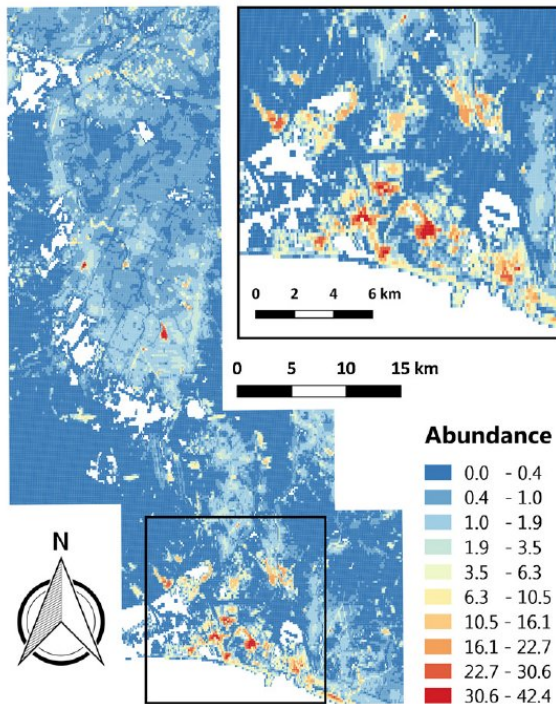 0 2 4 6 km
0 5 10 15 km
Abundance
0.0 - 0.4
0.4 - 1.0
1.0 - 1.9
1.9 - 3.5
3.5 - 6.3
6.3 - 10.5
10.5 - 16.1
16.1 - 22.7
22.7 - 30.6
30.6 - 42.4
N